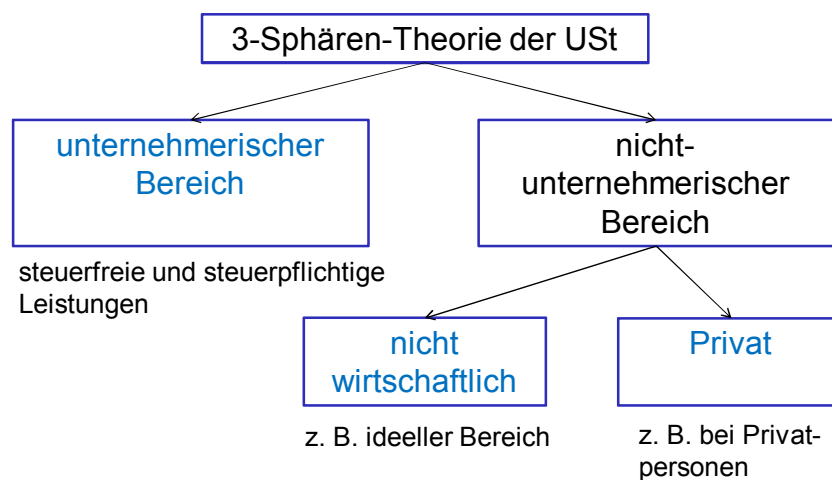 3-Sphären-Theorie der USt
unternehmerischer
Bereich
nicht-
unternehmerischer
Bereich
steuerfreie und steuerpflichtige
Leistungen
nicht
wirtschaftlich
Privat
z. B. ideeller Bereich
z. B. bei Privat-
personen